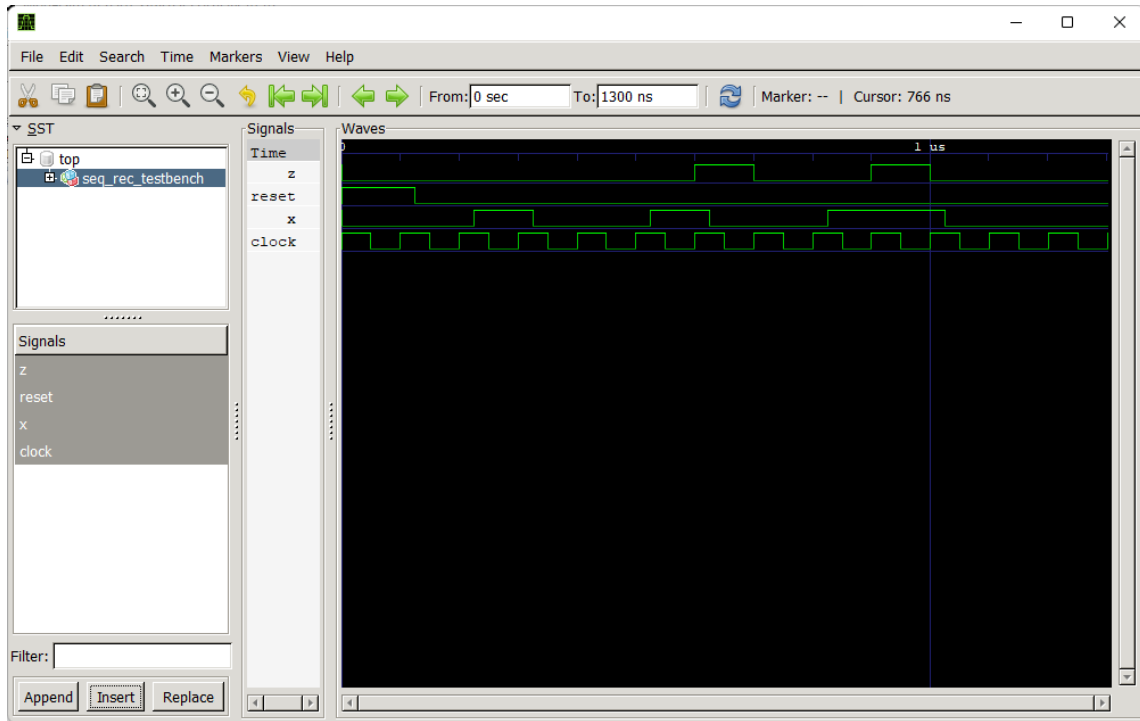 File Edit Search Time Markers View Help
From: 0 sec To: 1300 ns Marker: -- | Cursor: 766 ns
SST
top
seq_rec_testbench
Signals
z
reset
x
clock
Filter:
Append Insert Replace
Signals
Time
z
reset
x
clock
Waves
0
1 us